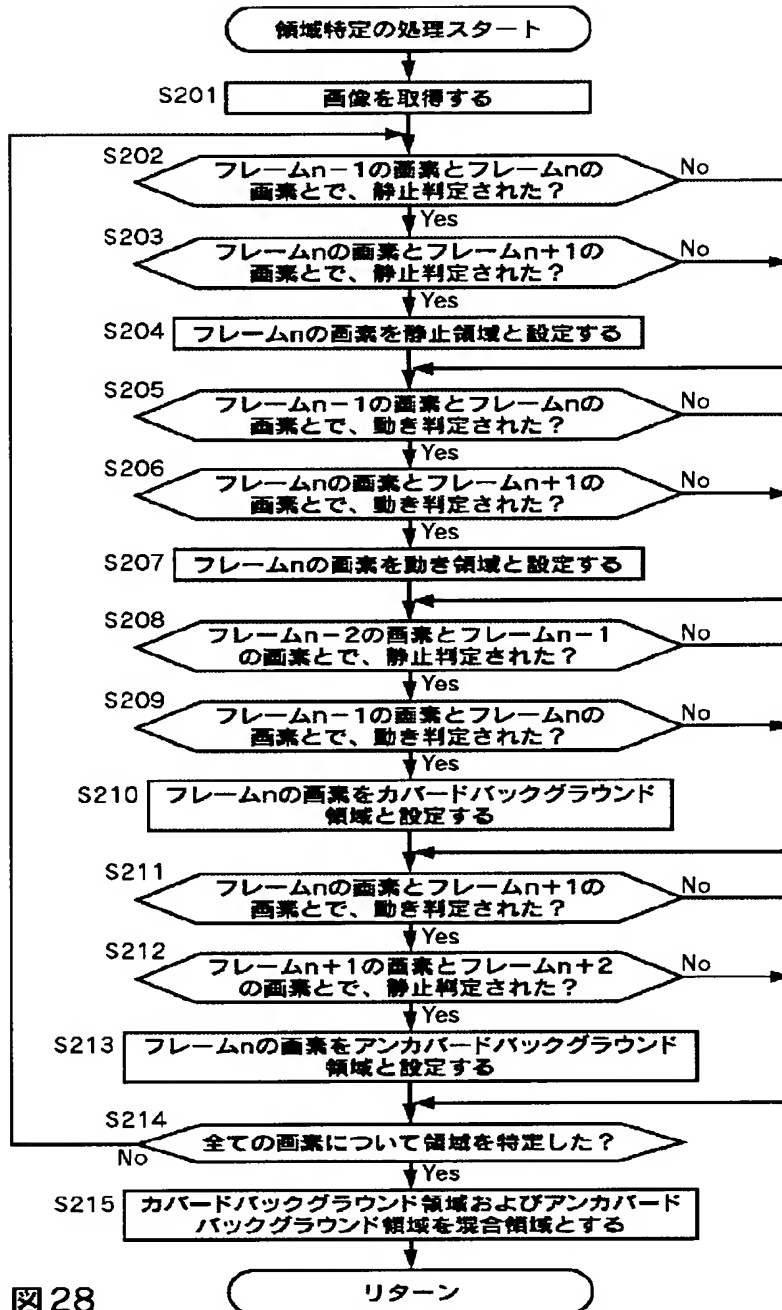 領域特定の処理スタート
S201
画像を取得する
S202
フレームn−1の画素とフレームnの
画素とで、静止判定された？
No
Yes
S203
フレームnの画素とフレームn+1の
画素とで、静止判定された？
No
Yes
S204
フレームnの画素を静止領域と設定する
S205
フレームn−1の画素とフレームnの
画素とで、動き判定された？
No
Yes
S206
フレームnの画素とフレームn+1の
画素とで、動き判定された？
No
Yes
S207
フレームnの画素を動き領域と設定する
S208
フレームn−2の画素とフレームn−1
の画素とで、静止判定された？
No
Yes
S209
フレームn−1の画素とフレームnの
画素とで、動き判定された？
No
Yes
S210
フレームnの画素をカバードバックグラウンド
領域と設定する
S211
フレームnの画素とフレームn+1の
画素とで、動き判定された？
No
Yes
S212
フレームn+1の画素とフレームn+2
の画素とで、静止判定された？
No
Yes
S213
フレームnの画素をアンカバードバックグラウンド
領域と設定する
S214
全ての画素について領域を特定した？
No
Yes
S215
カバードバックグラウンド領域およびアンカバード
バックグラウンド領域を混合領域とする
リターン
図28